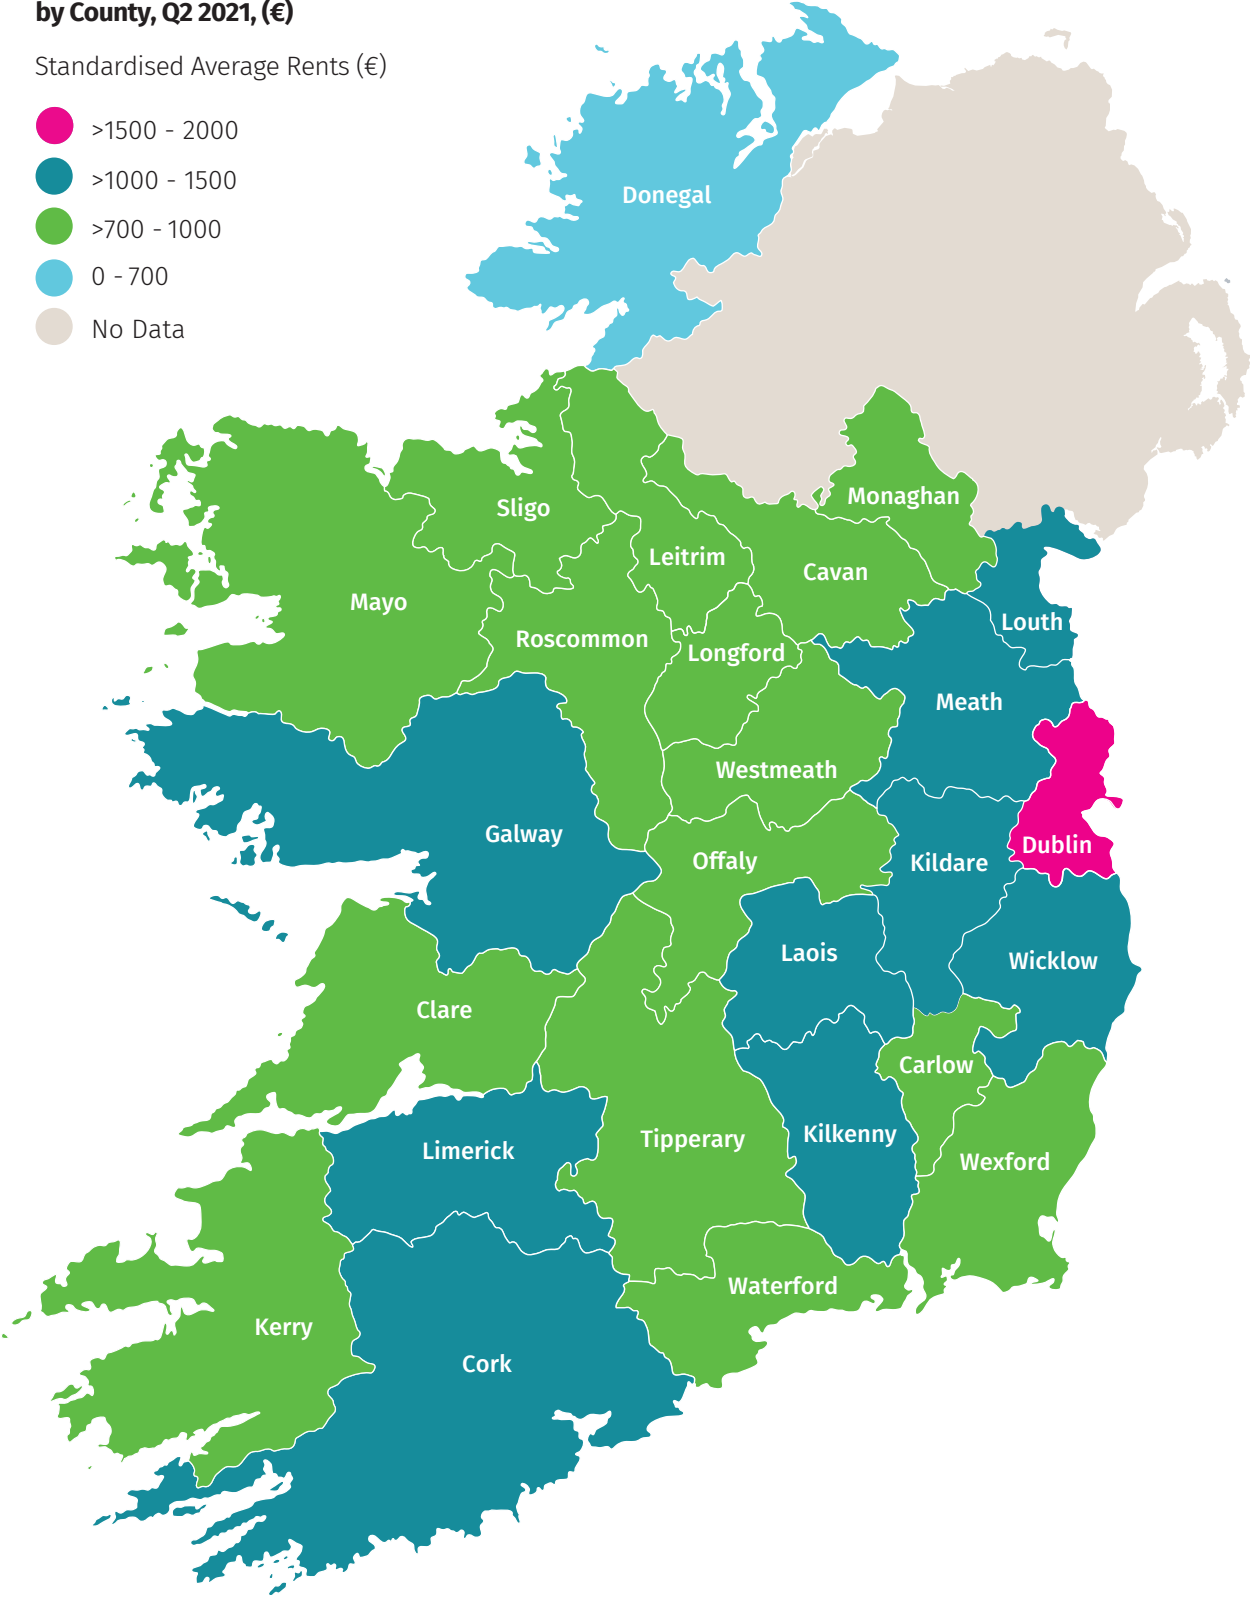 by County, Q2 2021, (€)
Standardised Average Rents (€)
>1500 - 2000
>1000 - 1500
>700 - 1000
0 - 700
No Data
Donegal
Monaghan
Sligo
Leitrim
Cavan
Mayo
Louth
Roscommon
Longford
Meath
Westmeath
Galway
Dublin
Offaly
Kildare
Laois
Wicklow
Clare
Carlow
Kilkenny
Tipperary
Limerick
Wexford
Waterford
Kerry
Cork